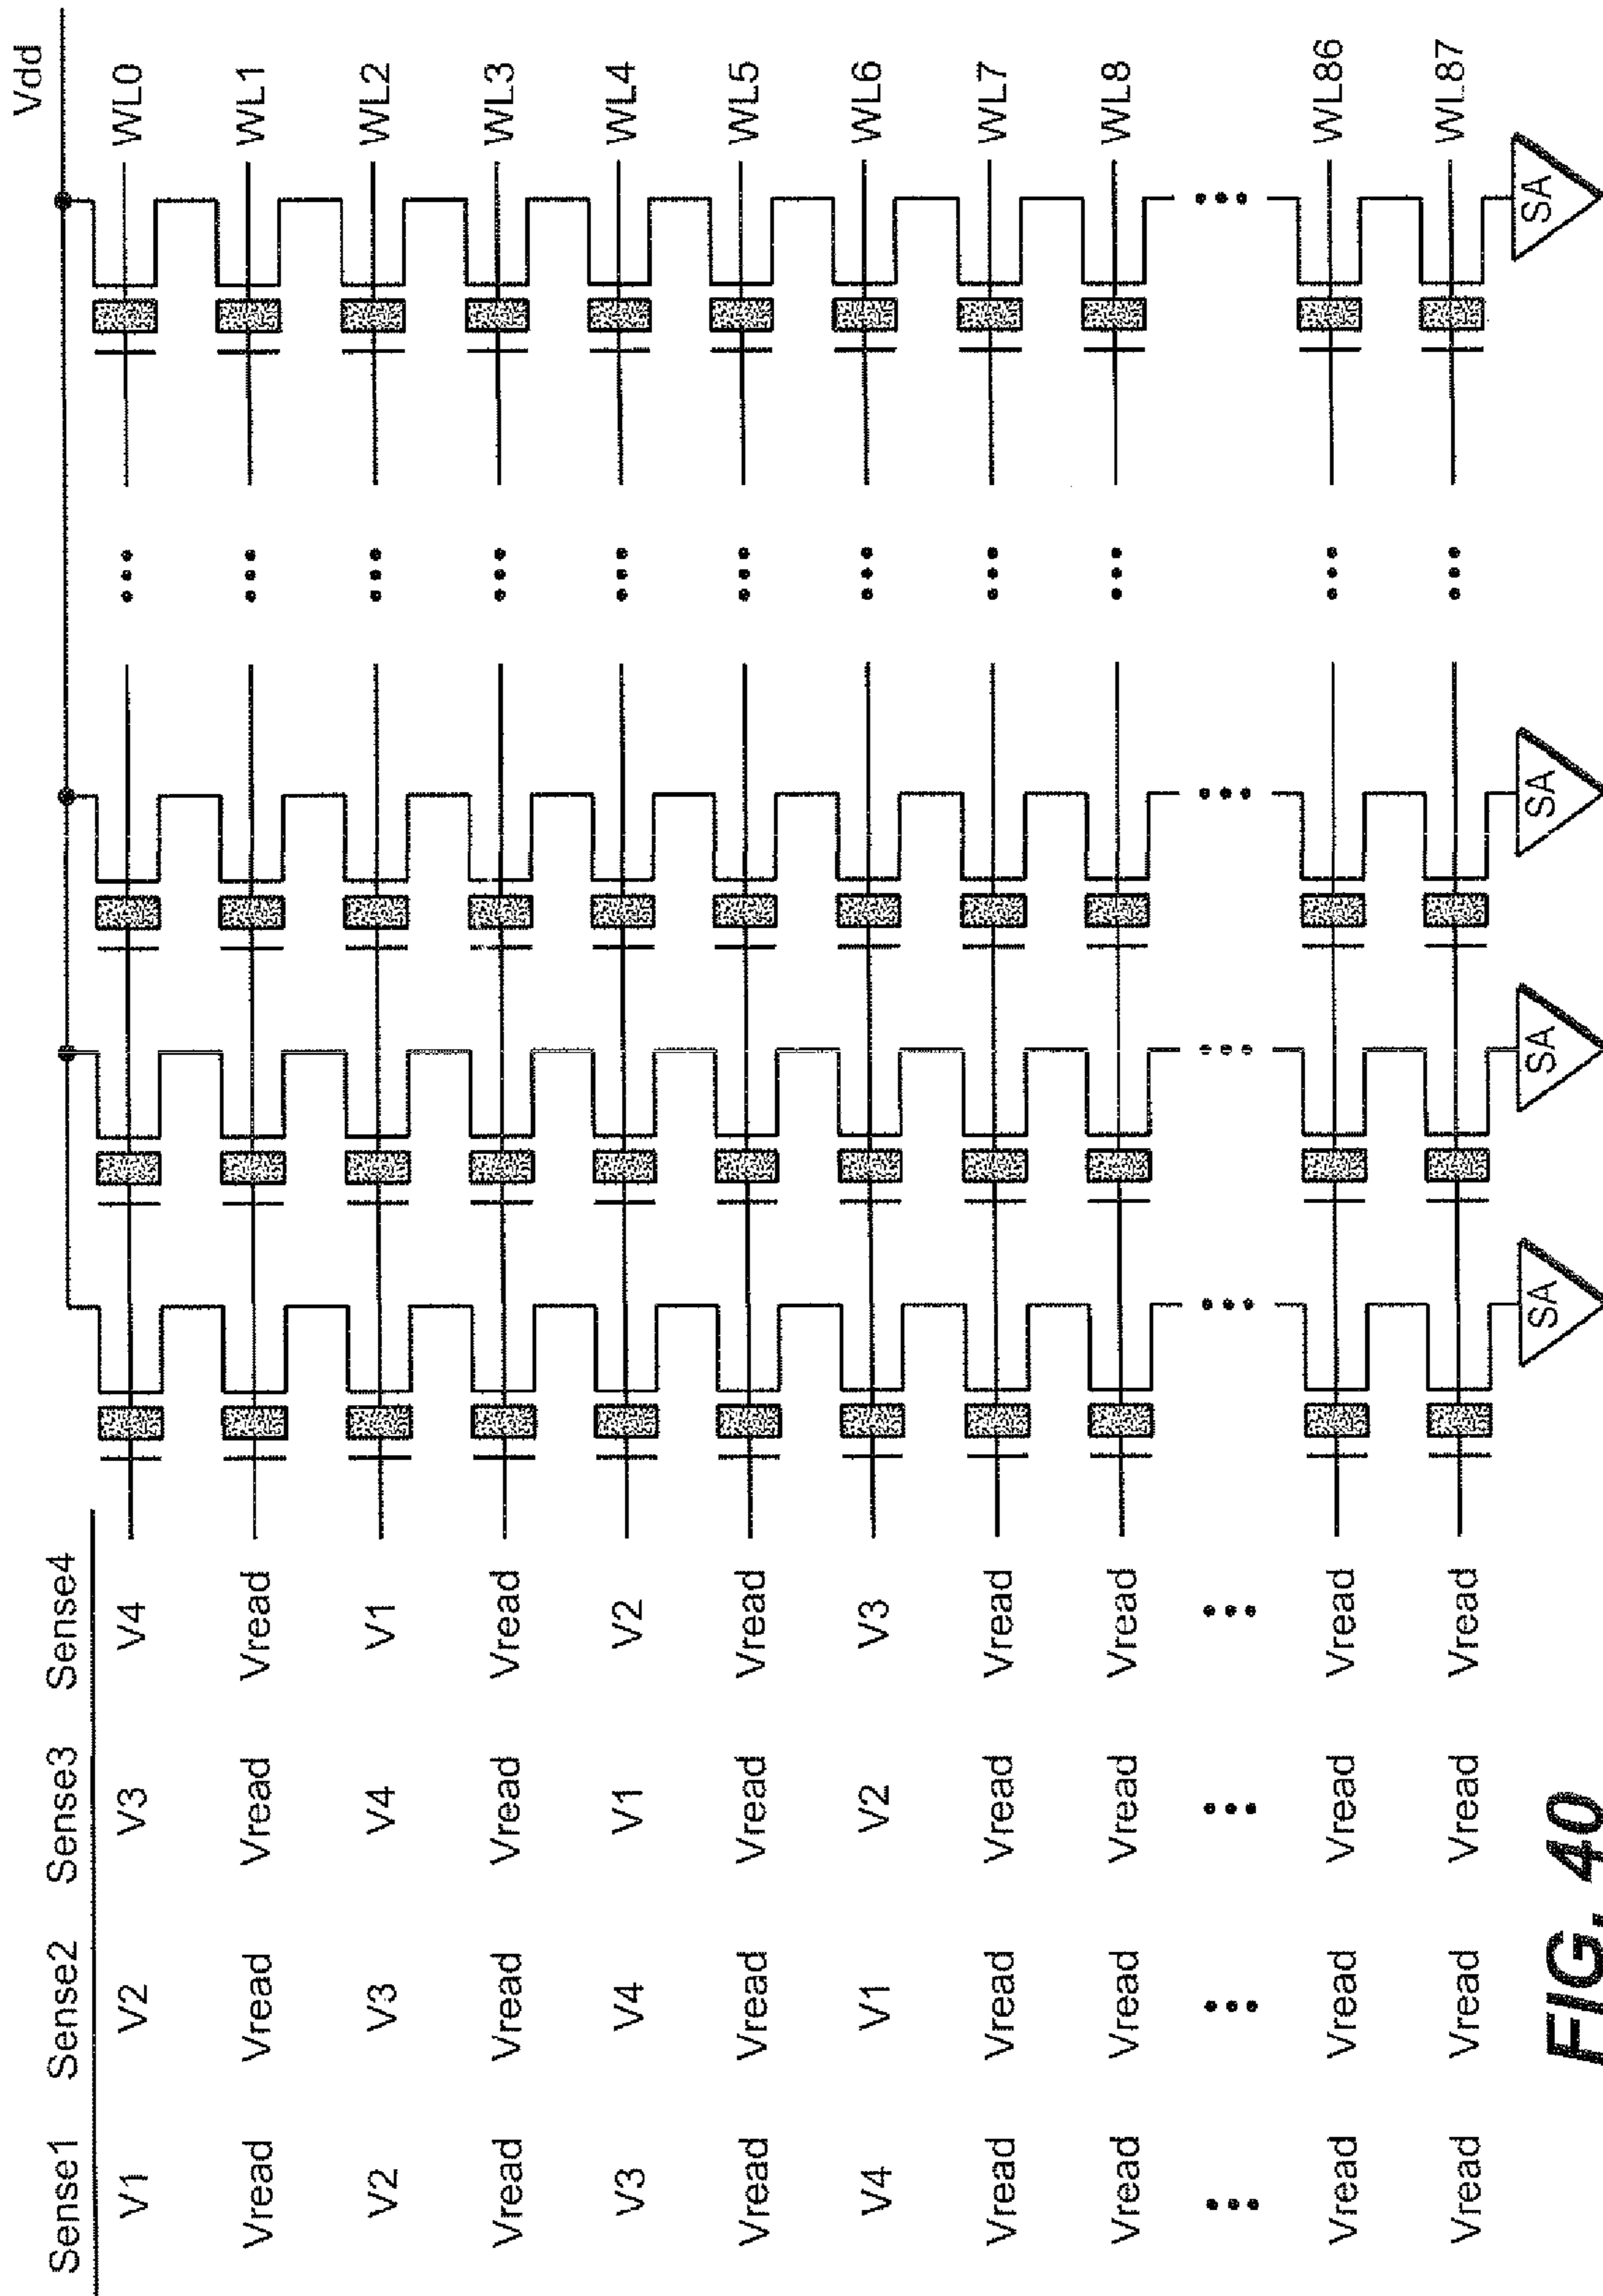 Vdd
Sense1 Sense2 Sense3 Sense4
V1 V2 V3 V4 WL0
Vread Vread Vread Vread WL1
V2 V3 V4 V1 WL2
Vread Vread Vread Vread WL3
V3 V4 V1 V2 WL4
Vread Vread Vread Vread WL5
V4 V1 V2 V3 WL6
Vread Vread Vread Vread WL7
Vread Vread Vread Vread WL8
Vread Vread Vread Vread WL86
Vread Vread Vread Vread WL87
SA SA SA SA
FIG. 40